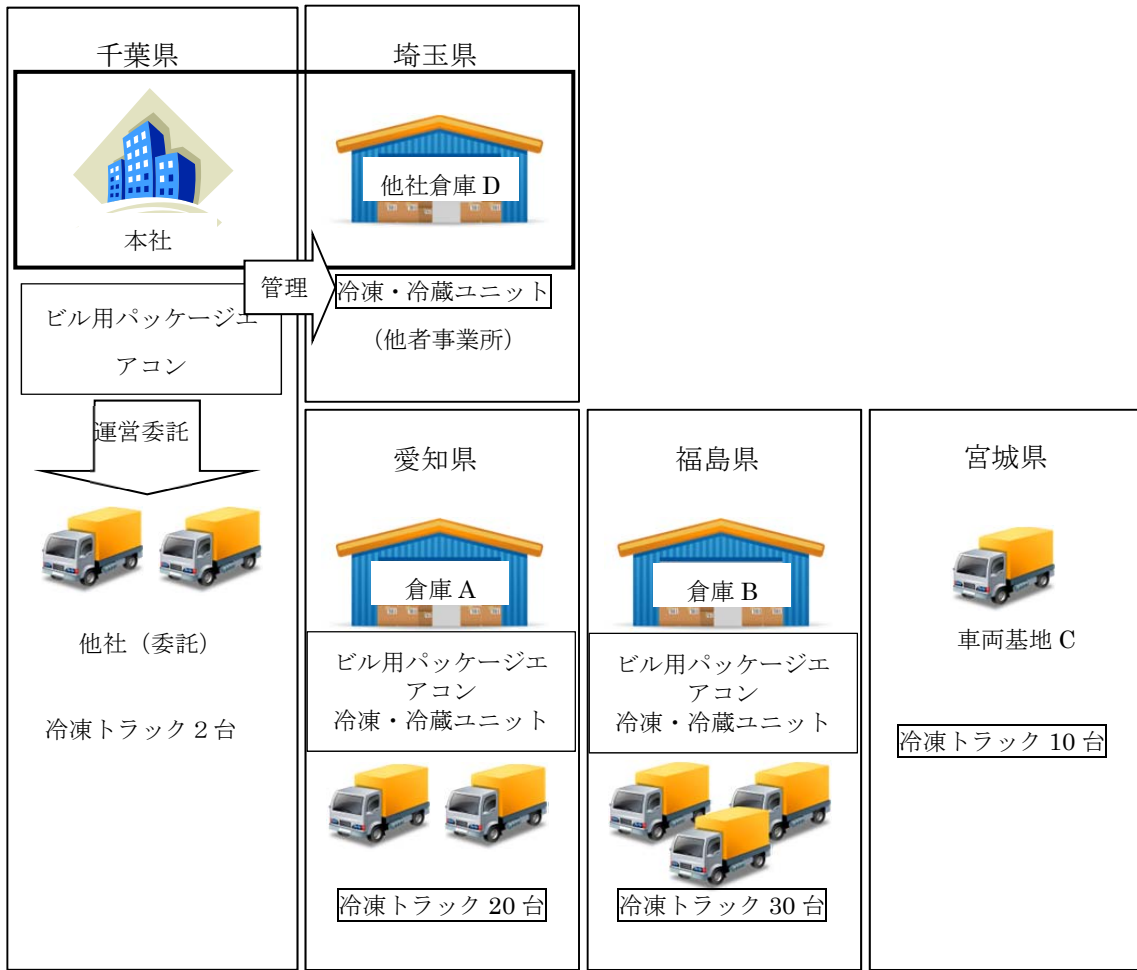 千葉県
本社
ビル用パッケージエ
アコン
運営委託
他社（委託）
冷凍トラック２台
埼玉県
他社倉庫 D
管理
冷凍・冷蔵ユニット
（他者事業所）
愛知県
倉庫 A
ビル用パッケージエ
アコン
冷凍・冷蔵ユニット
冷凍トラック 20 台
福島県
倉庫 B
ビル用パッケージエ
アコン
冷凍・冷蔵ユニット
冷凍トラック 30 台
宮城県
車両基地 C
冷凍トラック 10 台